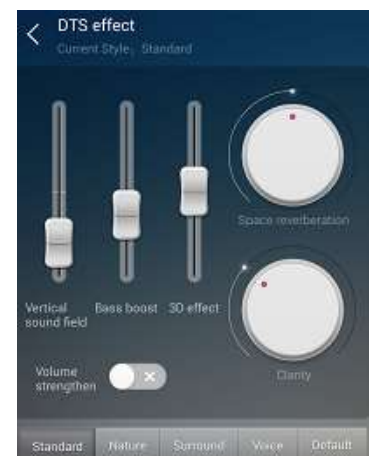 DTS
effect
Current Style: Standard
Space reverberation
Vertical
sound field
Bass boost
3D effect
Clarity
Volume
strengthen
Standard
Nature
Surround
Voice
Default